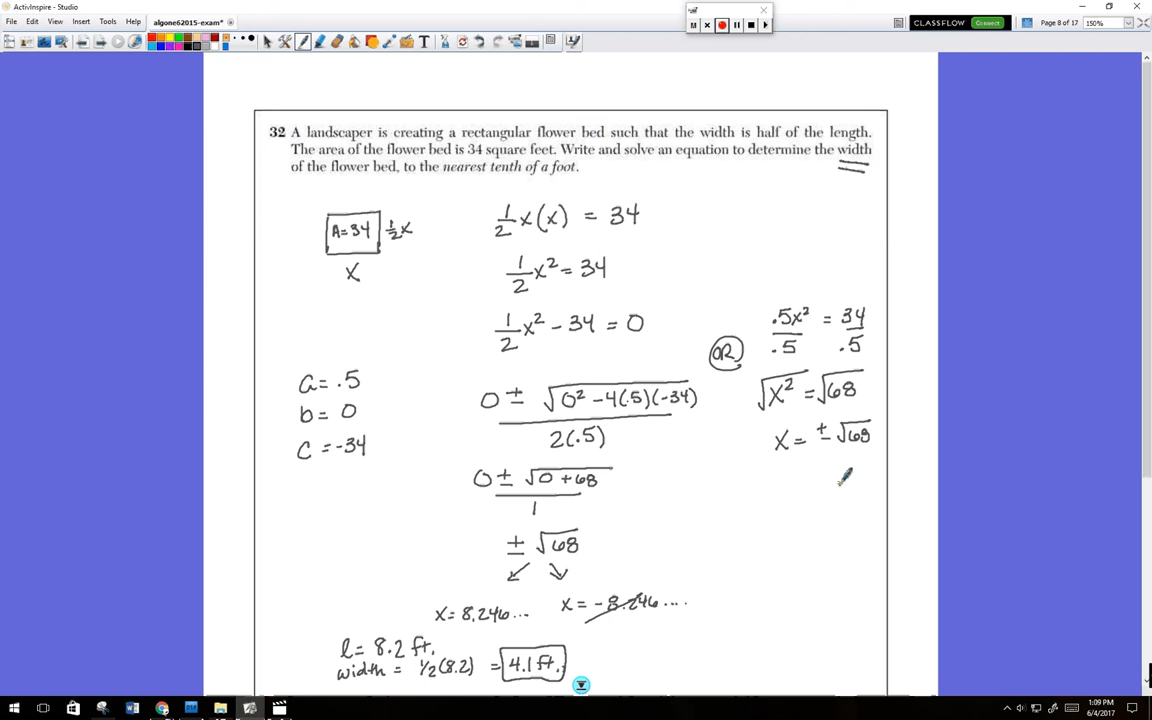 ActivInspire - Studio
File Edit View Insert Tools Help algone62015-exam* CLASSFLOW Connect Page 8 of 17 150%
32 A landscaper is creating a rectangular flower bed such that the width is half of the length.
The area of the flower bed is 34 square feet. Write and solve an equation to determine the width
of the flower bed, to the nearest tenth of a foot.
A=34 1/2x
x
1/2 x(x) = 34
1/2 x² = 34
1/2 x² - 34 = 0
a = .5
b = 0
c = -34
0 ± √0² -4(.5)(-34)
2(.5)
0 ± √0 + 68
1
± √68
x = 8.246... x = -8.246....
l = 8.2 ft.
width = 1/2(8.2) = 4.1 ft.
OR
.5x² = 34
.5 .5
√x² = √68
x = ± √68
1:09 PM
6/4/2017